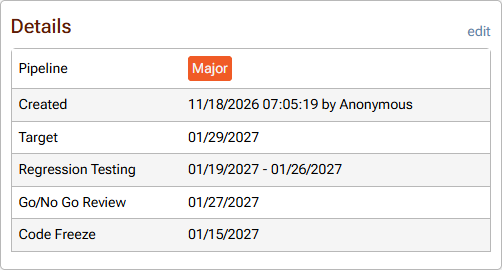 Details
edit
Pipeline Major
Created 11/18/2026 07:05:19 by Anonymous
Target 01/29/2027
Regression Testing 01/19/2027 - 01/26/2027
Go/No Go Review 01/27/2027
Code Freeze 01/15/2027